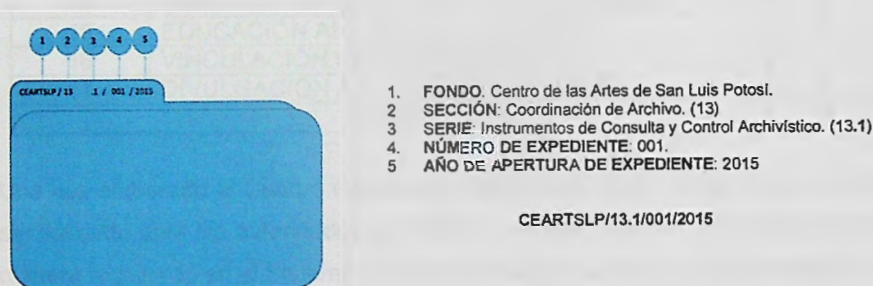 1 2 3 4 5
CEARTSLP / 13 .1 / 001 / 2015
1. FONDO. Centro de las Artes de San Luis Potosí.
2 SECCIÓN: Coordinación de Archivo. (13)
3 SERIE: Instrumentos de Consulta y Control Archivístico. (13.1)
4. NÚMERO DE EXPEDIENTE: 001.
5 AÑO DE APERTURA DE EXPEDIENTE: 2015
CEARTSLP/13.1/001/2015